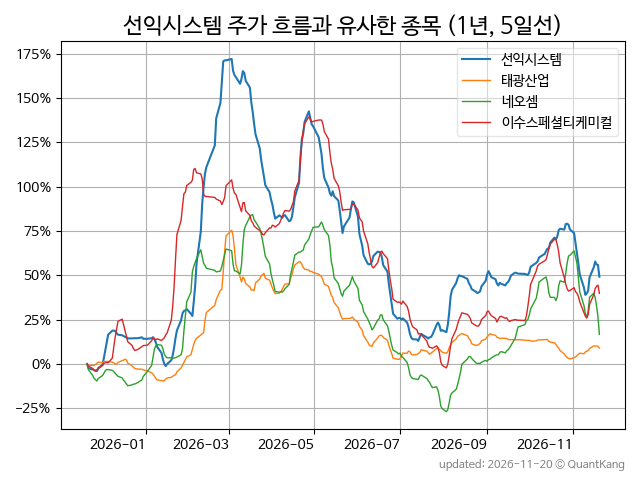 선익시스템 주가 흐름과 유사한 종목 (1년, 5일선)
175%
150%
125%
100%
75%
50%
25%
0%
−25%
선익시스템
태광산업
네오셈
이수스페셜티케미컬
2026-01
2026-03
2026-05
2026-07
2026-09
2026-11
updated: 2026-11-20 © QuantKang